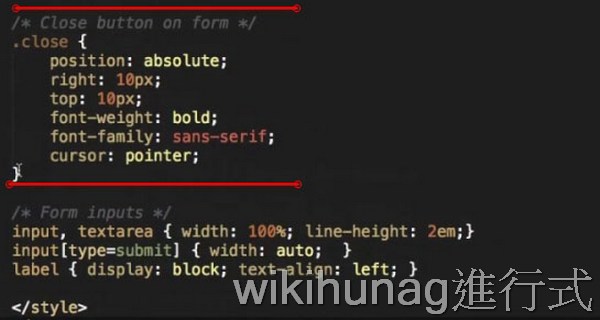 /* Close button on form */
.close {
position: absolute;
right: 10px;
top: 10px;
font-weight: bold;
font-family: sans-serif;
cursor: pointer;
}
/* Form inputs */
input, textarea { width: 100%; line-height: 2em;}
input[type=submit] { width: auto;  }
label { display: block; text-align: left; }
</style>
wikihunag進行式